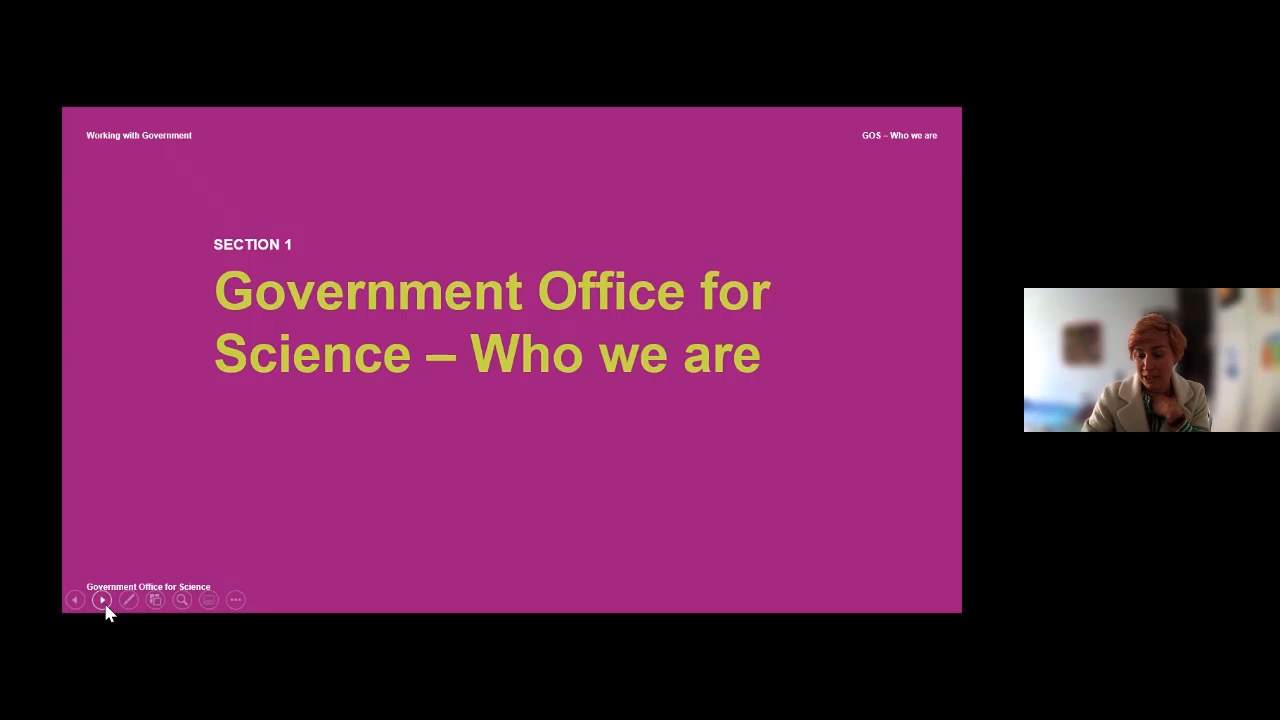 Working with Government
GOS – Who we are
SECTION 1
Government Office for
Science – Who we are
Government Office for Science